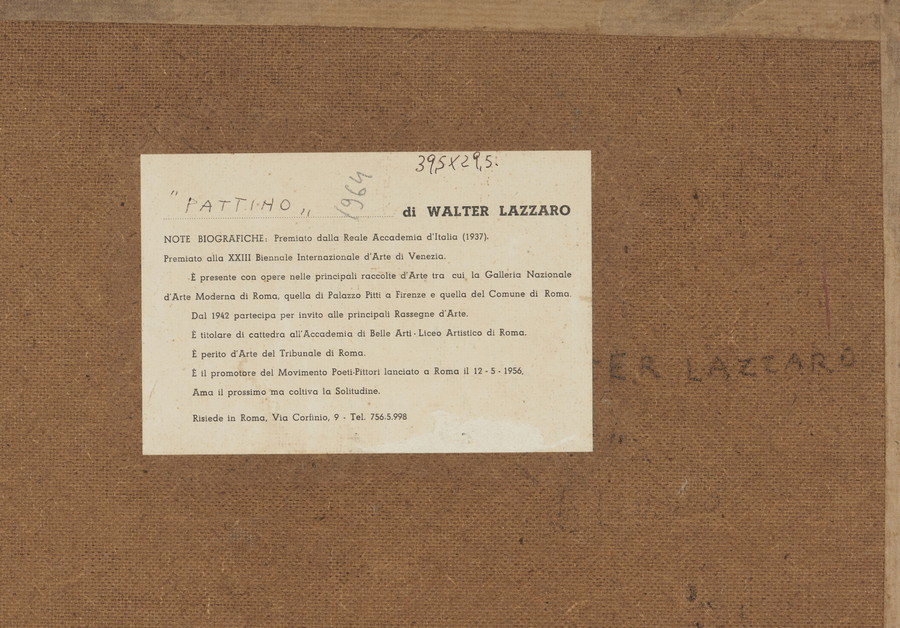 39,5x29,5.
1964
"PATTINO„ di WALTER LAZZARO
NOTE BIOGRAFICHE: Premiato dalla Reale Accademia d'Italia (1937).
Premiato alla XXIII Biennale Internazionale d'Arte di Venezia.
È presente con opere nelle principali raccolte d'Arte tra cui la Galleria Nazionale
d'Arte Moderna di Roma, quella di Palazzo Pitti a Firenze e quella del Comune di Roma.
Dal 1942 partecipa per invito alle principali Rassegne d'Arte.
È titolare di cattedra all'Accademia di Belle Arti - Liceo Artistico di Roma.
È perito d'Arte del Tribunale di Roma.
È il promotore del Movimento Poeti-Pittori lanciato a Roma il 12 - 5 - 1956.
Ama il prossimo ma coltiva la Solitudine.
Risiede in Roma, Via Corfinio, 9 - Tel. 756.5.998
TER LAZZARO